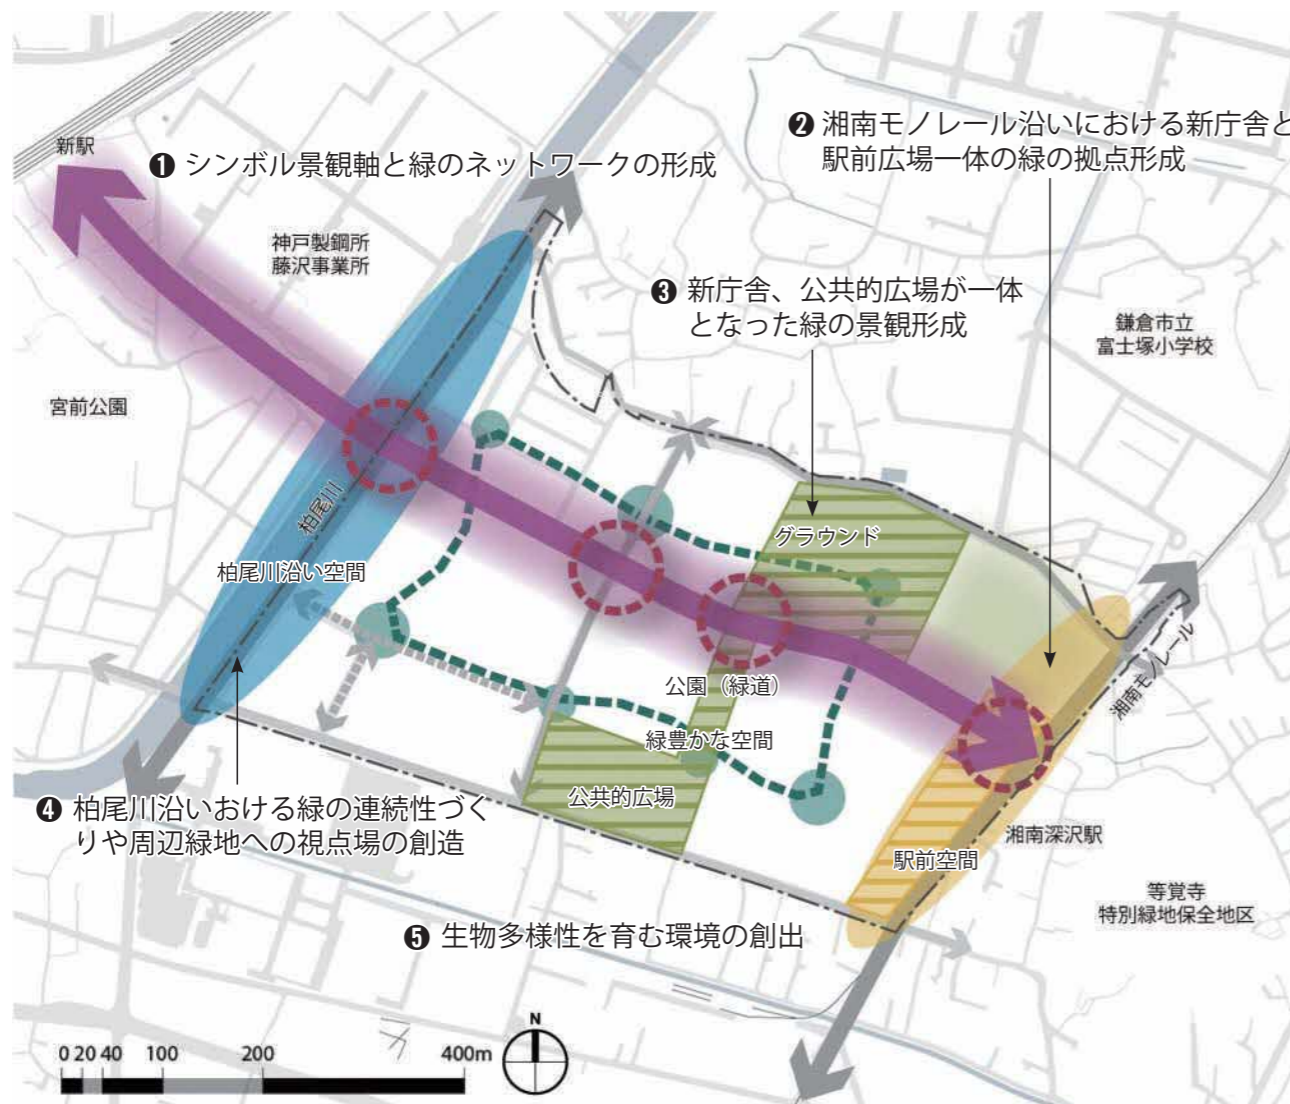 新駅
❶ シンボル景観軸と緑のネットワークの形成
❷ 湘南モノレール沿いにおける新庁舎と
駅前広場一体の緑の拠点形成
神戸製鋼所
藤沢事業所
❸ 新庁舎、公共的広場が一体
となった緑の景観形成
鎌倉市立
富士塚小学校
宮前公園
柏尾川
グラウンド
柏尾川沿い空間
湘南モノレール
公園（緑道）
緑豊かな空間
公共的広場
❹ 柏尾川沿いおける緑の連続性づく
りや周辺緑地への視点場の創造
湘南深沢駅
駅前空間
等覚寺
特別緑地保全地区
❺ 生物多様性を育む環境の創出
N
0 20 40 100 200 400m